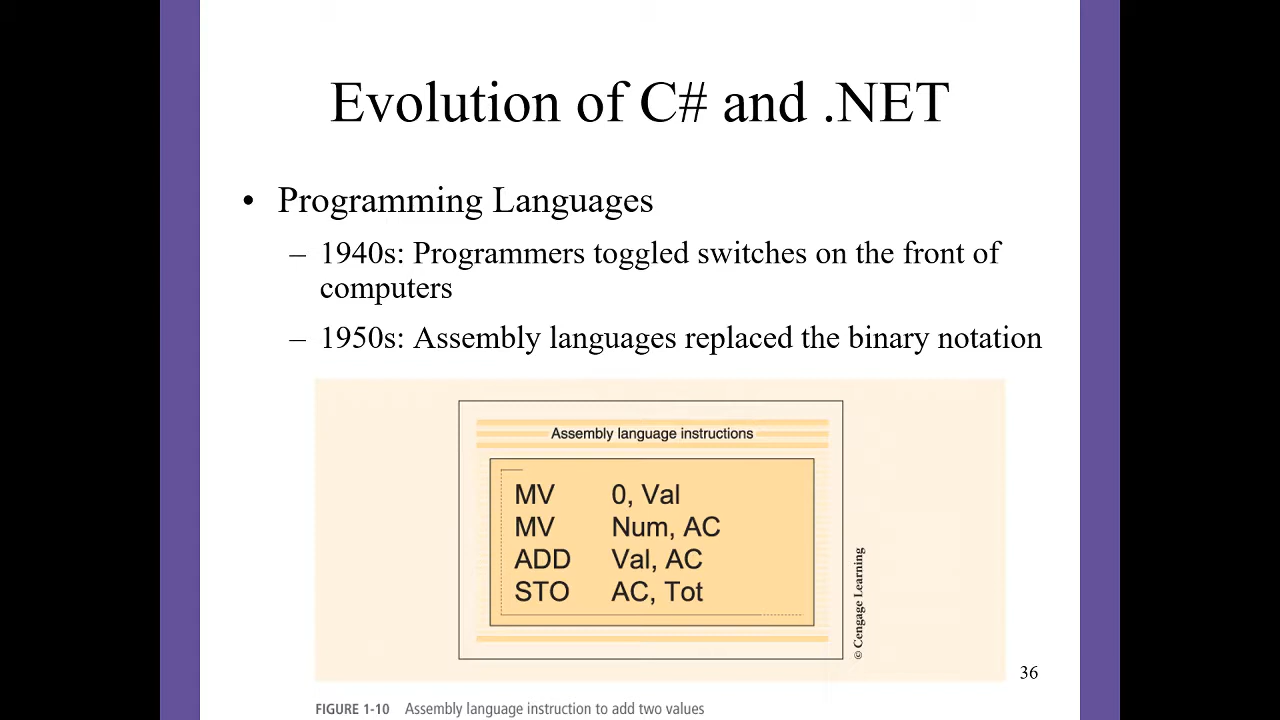 Evolution of C# and .NET
• Programming Languages
– 1940s: Programmers toggled switches on the front of
computers
– 1950s: Assembly languages replaced the binary notation
Assembly language instructions
MV 0, Val
MV Num, AC
ADD Val, AC
STO AC, Tot
© Cengage Learning
36
FIGURE 1-10 Assembly language instruction to add two values